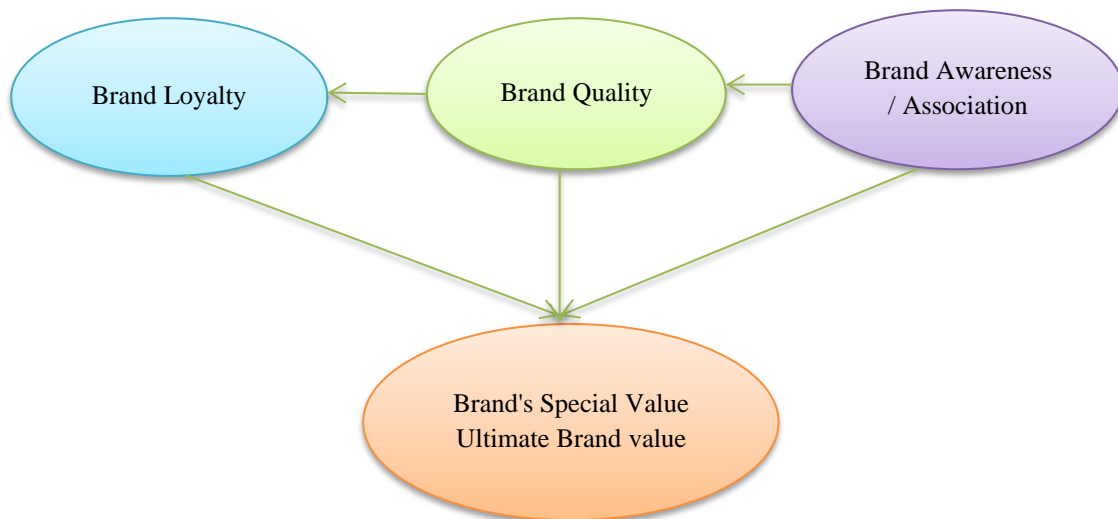 Brand Loyalty
Brand Quality
Brand Awareness
/ Association
Brand's Special Value
Ultimate Brand value